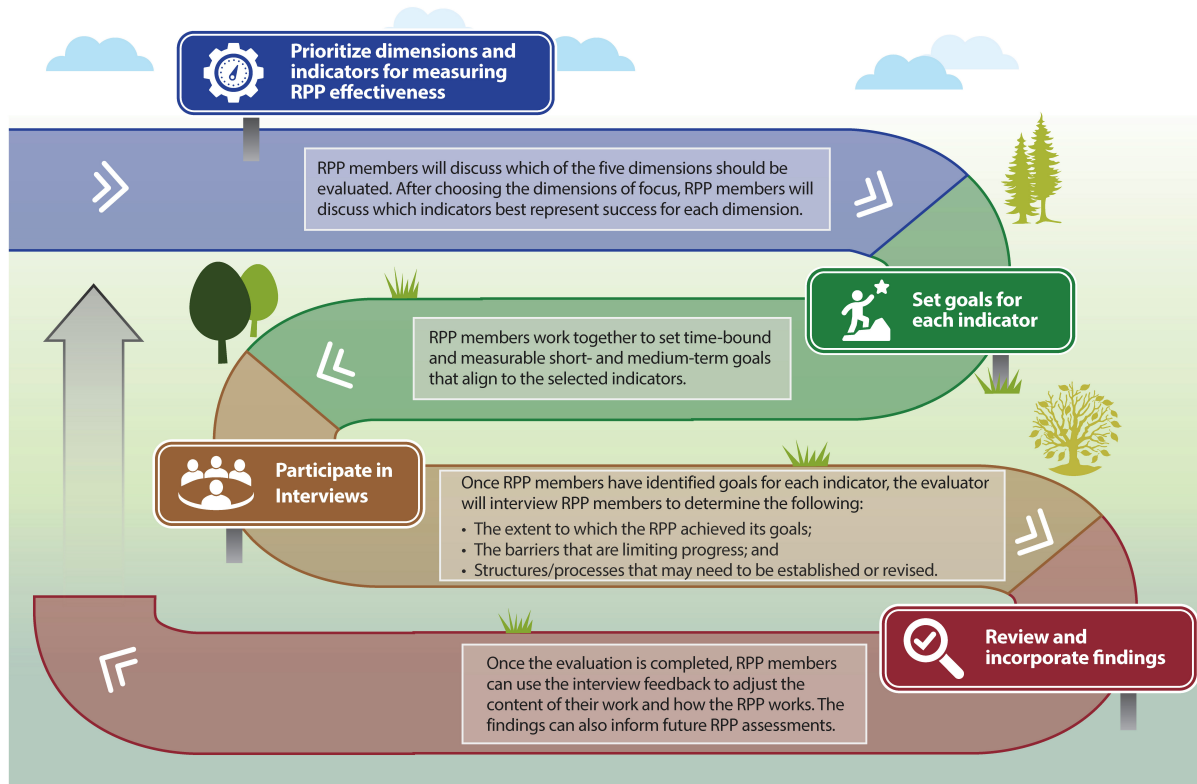 Prioritize dimensions and
indicators for measuring
RPP effectiveness
RPP members will discuss which of the five dimensions should be
evaluated. After choosing the dimensions of focus, RPP members will
discuss which indicators best represent success for each dimension.
Set goals for
each indicator
RPP members work together to set time-bound
and measurable short- and medium-term goals
that align to the selected indicators.
Participate in
Interviews
Once RPP members have identified goals for each indicator, the evaluator
will interview RPP members to determine the following:
• The extent to which the RPP achieved its goals;
• The barriers that are limiting progress; and
• Structures/processes that may need to be established or revised.
Review and
incorporate findings
Once the evaluation is completed, RPP members
can use the interview feedback to adjust the
content of their work and how the RPP works. The
findings can also inform future RPP assessments.